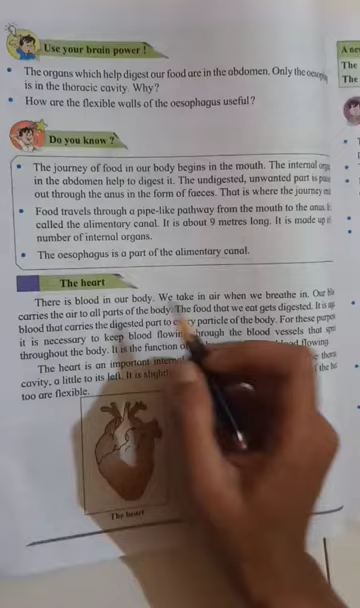 Use your brain power !
The organs which help digest our food are in the abdomen. Only the
is in the thoracic cavity. Why?
How are the flexible walls of the oesophagus useful?
Do you know ?
The journey of food in our body begins in the mouth. The internal
in the abdomen help to digest it. The undigested, unwanted part is
out through the anus in the form of faeces. That is where the journey
Food travels through a pipe-like pathway from the mouth to the anus.
called the alimentary canal. It is about 9 metres long. It is made up
number of internal organs.
The oesophagus is a part of the alimentary canal.
The heart
There is blood in our body. We take in air when we breathe in. Our
carries the air to all parts of the body. The food that we eat gets digested. It is
blood that carries the digested part to every particle of the body. For these
it is necessary to keep blood flowing through the blood vessels that
throughout the body. It is the function of blood flowing.
The heart is an important internal
cavity, a little to its left. It is slightly
too are flexible.
The heart
A
The
The